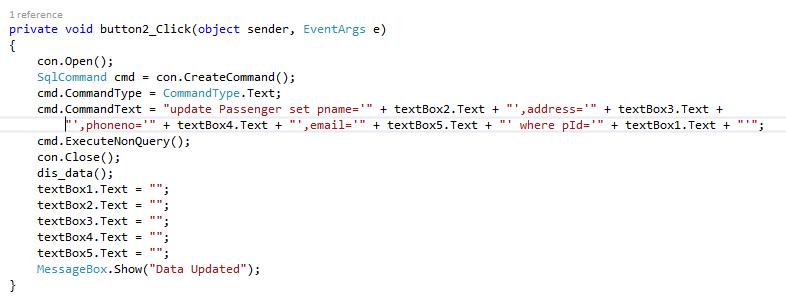 1 reference
private void button2_Click(object sender, EventArgs e)
{
con.Open();
SqlCommand cmd = con.CreateCommand();
cmd.CommandType = CommandType.Text;
cmd.CommandText = "update Passenger set pname='" + textBox2.Text + "',address='" + textBox3.Text +
"',phoneno='" + textBox4.Text + "',email='" + textBox5.Text + "' where pId='" + textBox1.Text + "'";
cmd.ExecuteNonQuery();
con.Close();
dis_data();
textBox1.Text = "";
textBox2.Text = "";
textBox3.Text = "";
textBox4.Text = "";
textBox5.Text = "";
MessageBox.Show("Data Updated");
}